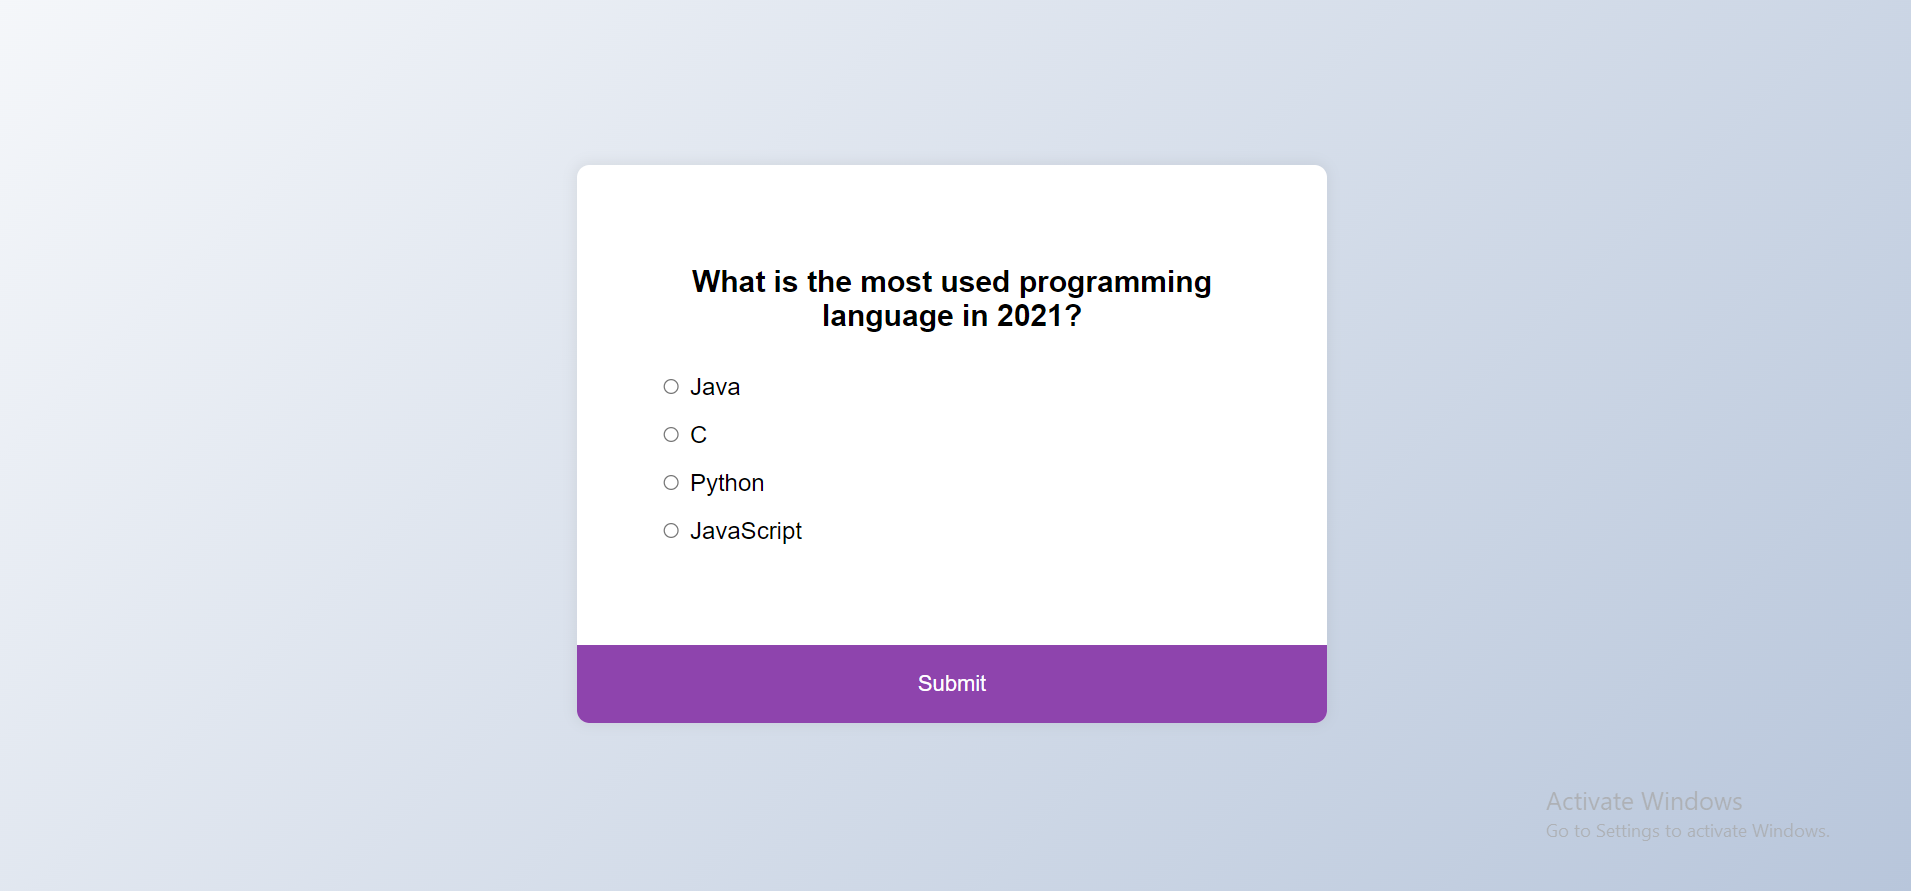 What is the most used programming
language in 2021?
Java
C
Python
JavaScript
Submit
Activate Windows
Go to Settings to activate Windows.